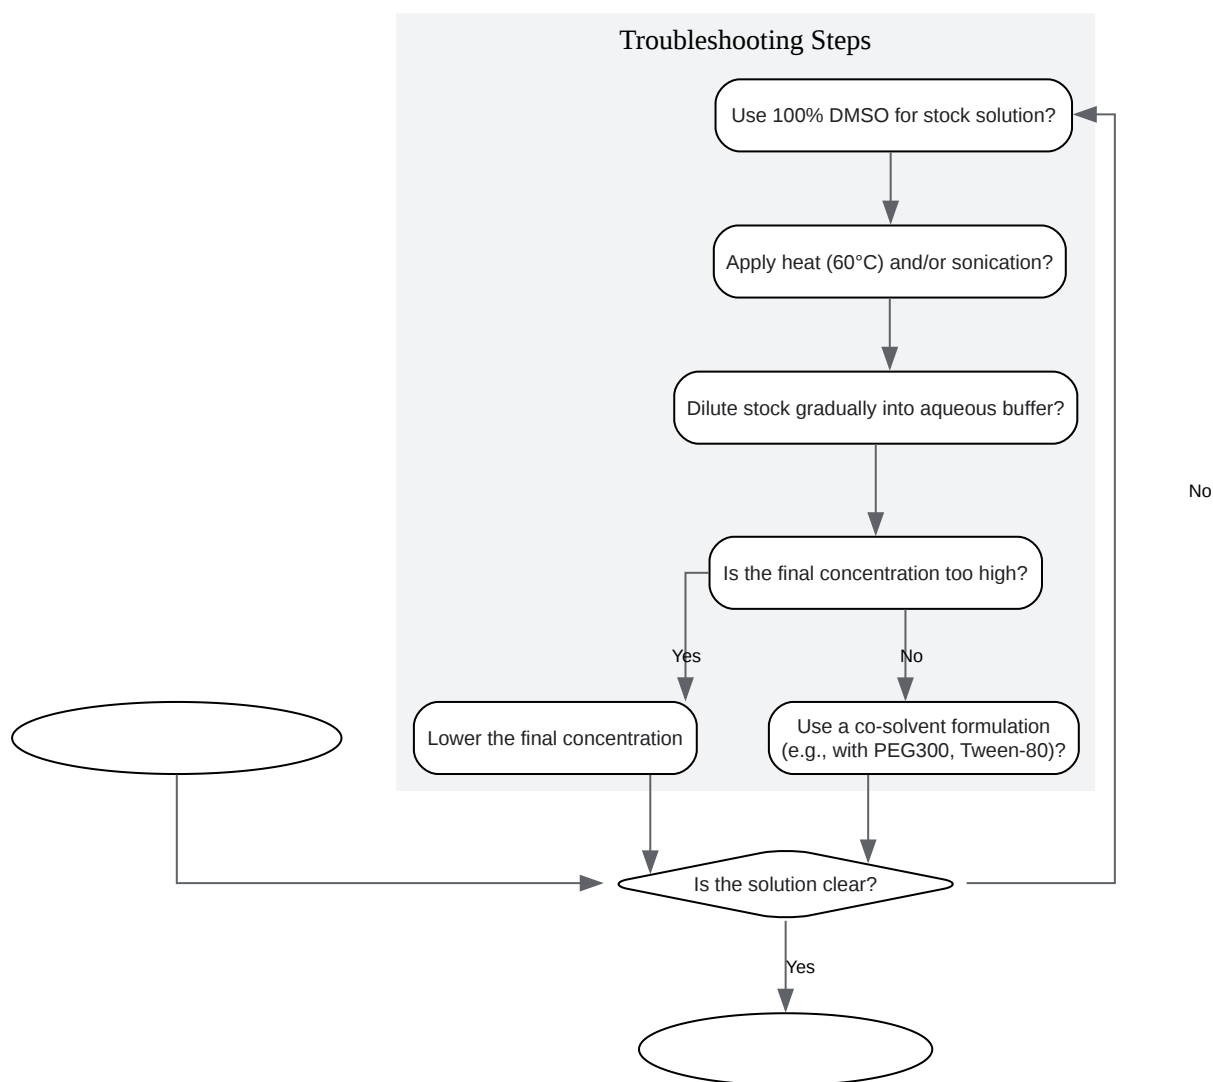 Troubleshooting Steps
Use 100% DMSO for stock solution?
Apply heat (60°C) and/or sonication?
Dilute stock gradually into aqueous buffer?
No
Is the final concentration too high?
Yes
No
Lower the final concentration
Use a co-solvent formulation
(e.g., with PEG300, Tween-80)?
Is the solution clear?
Yes